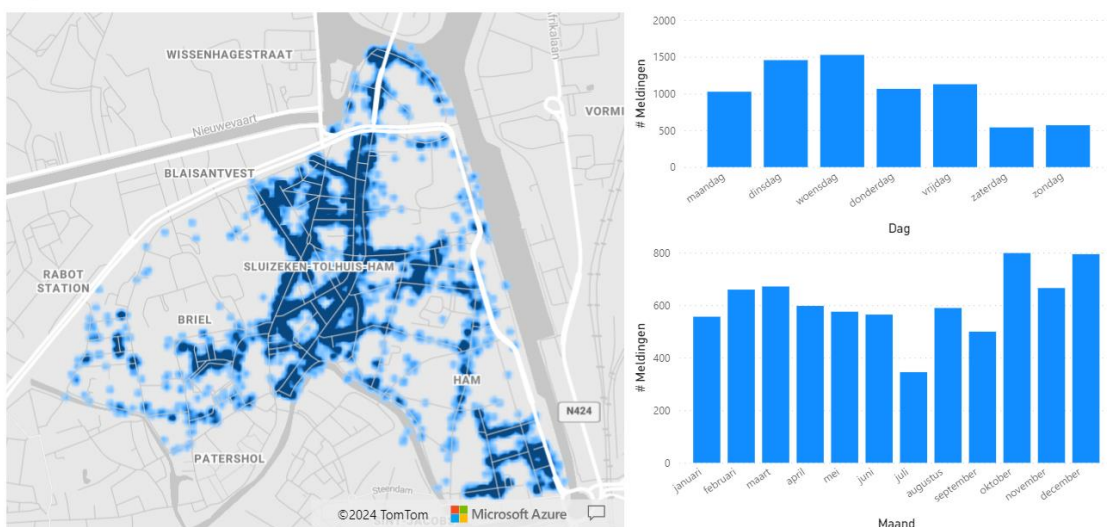 WISSENHAGESTRAAT
Nieuwevaart
BLAISANTVEST
VORMI
RABOT
STATION
SLUIZEKEN-TOLHUIS-HAM
BRIEL
HAM
N424
PATERSHOL
Steendam
©2024 TomTom
Microsoft Azure
# Meldingen
2000
1500
1000
500
0
maandag
dinsdag
woensdag
donderdag
vrijdag
zaterdag
zondag
Dag
# Meldingen
800
600
400
200
0
januari
februari
maart
april
mei
juni
juli
augustus
september
oktober
november
december
Maand